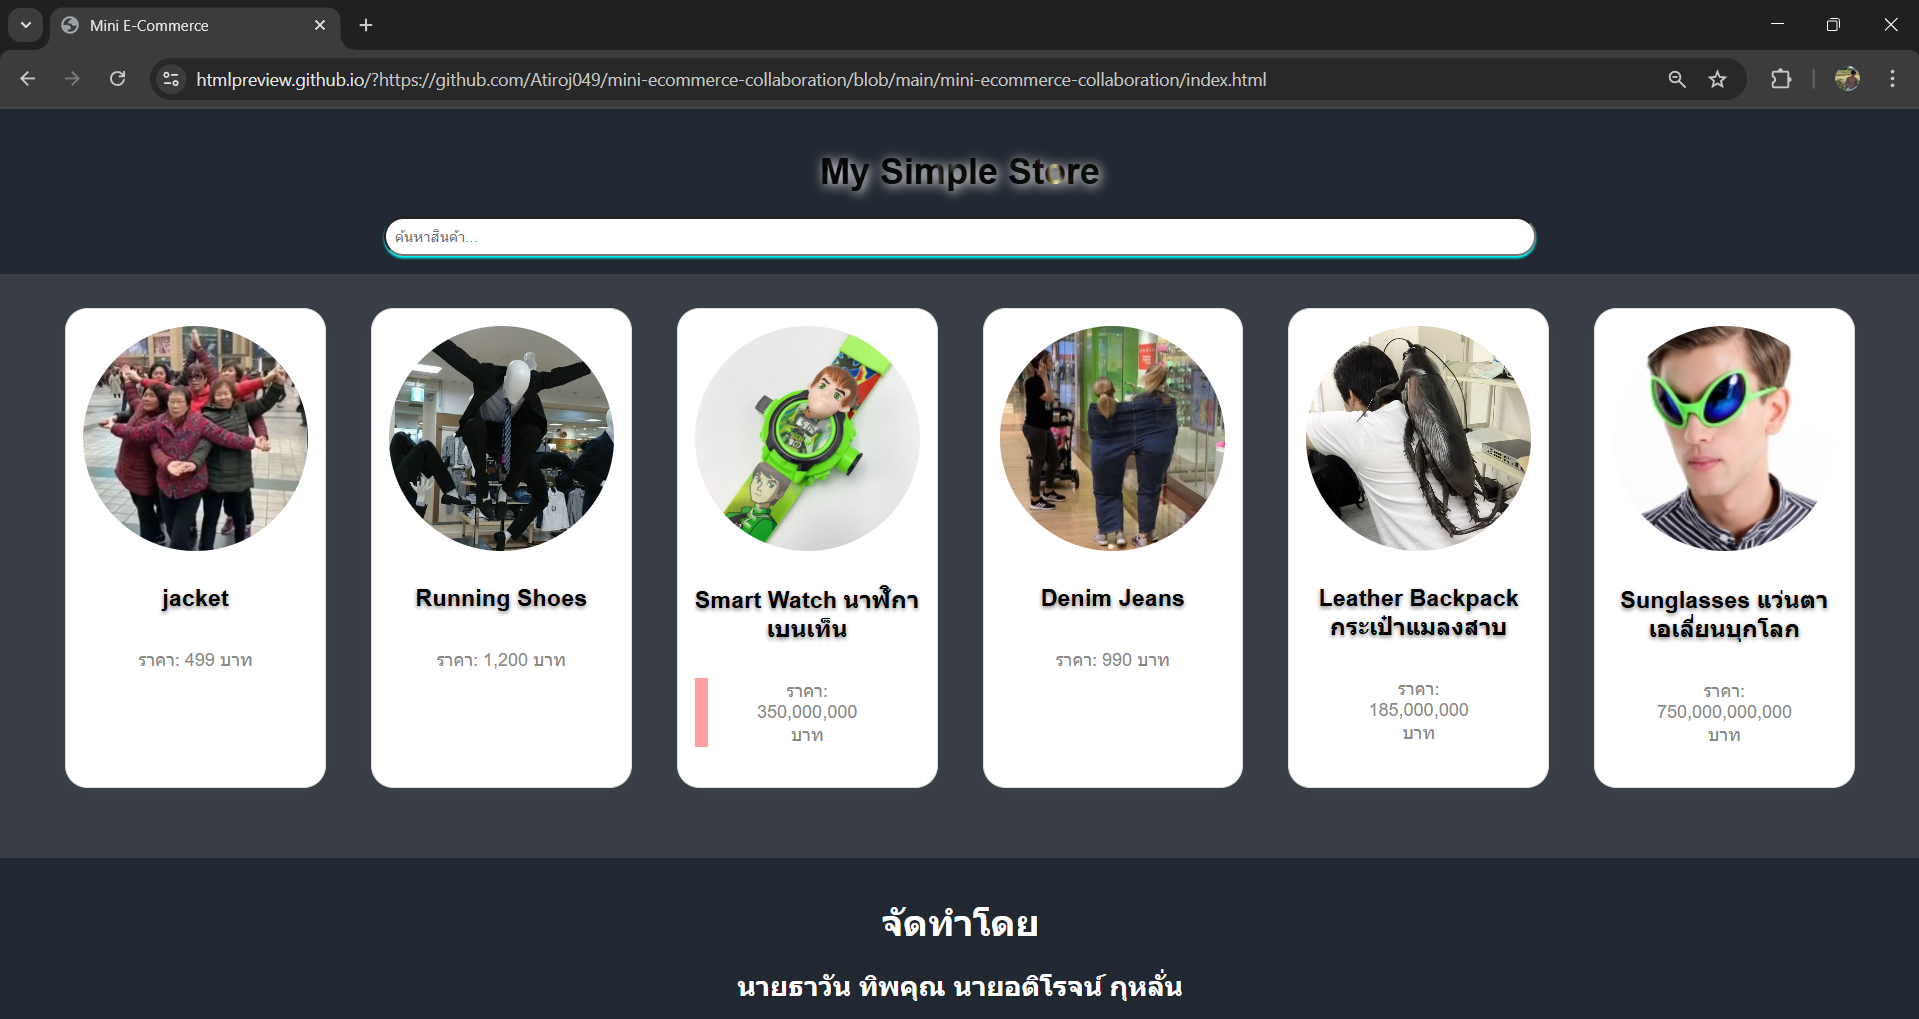 Mini E-Commerce
htmlpreview.github.io/?https://github.com/Atiroj049/mini-ecommerce-collaboration/blob/main/mini-ecommerce-collaboration/index.html
My Simple Store
ค้นหาสินค้า...
jacket
ราคา: 499 บาท
Running Shoes
ราคา: 1,200 บาท
Smart Watch นาฬิกา
เบนเท็น
ราคา:
350,000,000
บาท
Denim Jeans
ราคา: 990 บาท
Leather Backpack
กระเป๋าแมลงสาบ
ราคา:
185,000,000
บาท
Sunglasses แว่นตา
เอเลี่ยนบุกโลก
ราคา:
750,000,000,000
บาท
จัดทำโดย
นายธาวัน ทิพคุณ นายอติโรจน์ กุหลั่น